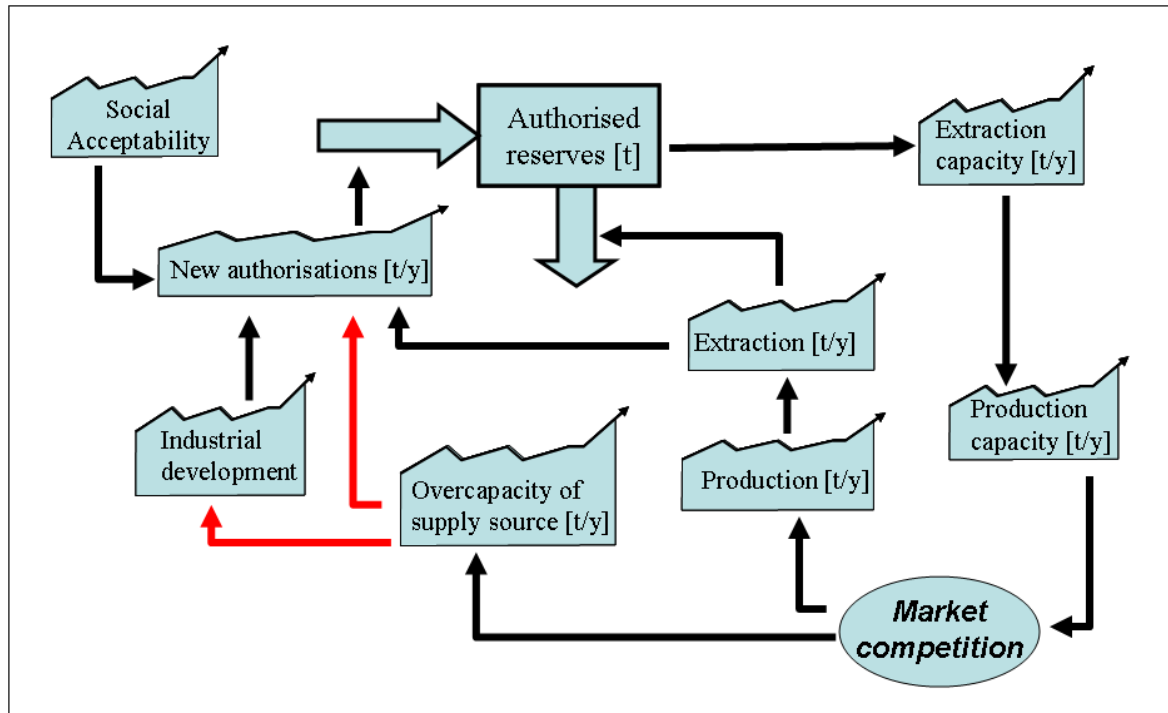 Social
Acceptability
Authorised
reserves [t]
Extraction
capacity [t/y]
New authorisations [t/y]
Extraction [t/y]
Industrial
development
Overcapacity of
supply source [t/y]
Production [t/y]
Production
capacity [t/y]
Market
competition